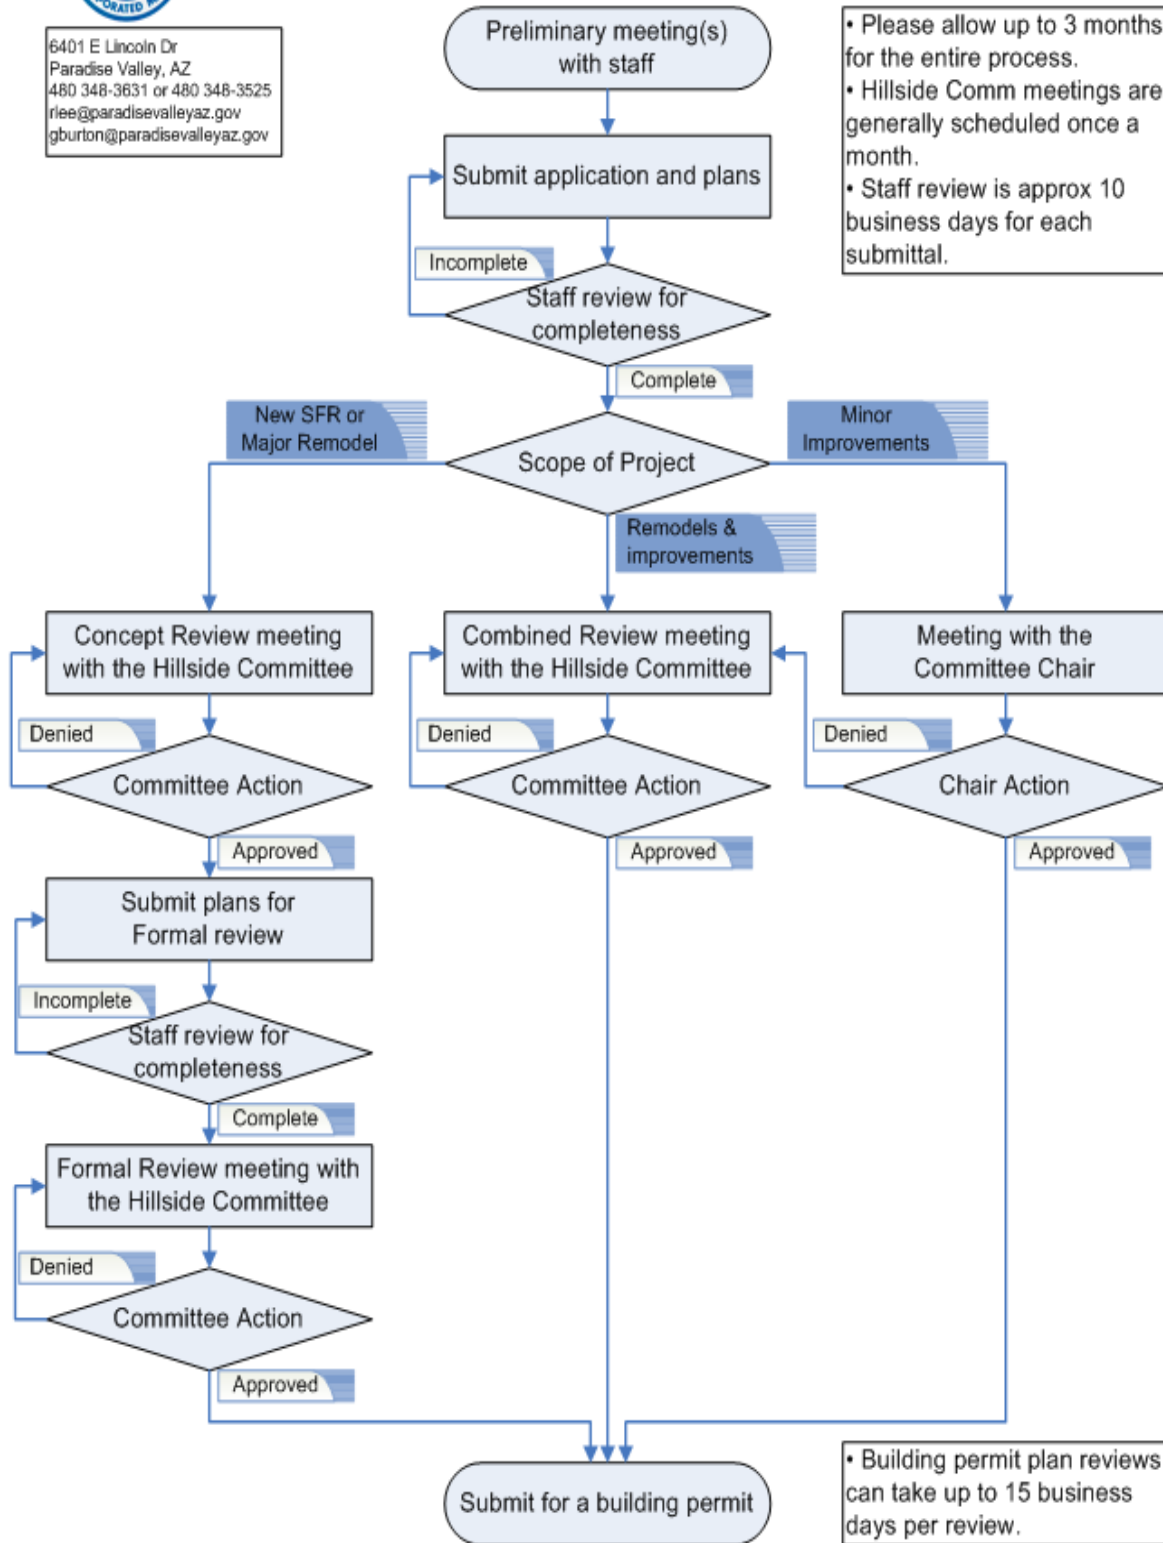 PORATED
6401 E Lincoln Dr
Paradise Valley, AZ
480 348-3631 or 480 348-3525
rlee@paradisevalleyaz.gov
gburton@paradisevalleyaz.gov
Preliminary meeting(s)
with staff
• Please allow up to 3 months
for the entire process.
• Hillside Comm meetings are
generally scheduled once a
month.
• Staff review is approx 10
business days for each
submittal.
Submit application and plans
Incomplete
Staff review for
completeness
Complete
New SFR or
Major Remodel
Scope of Project
Minor
Improvements
Remodels &
improvements
Concept Review meeting
with the Hillside Committee
Combined Review meeting
with the Hillside Committee
Meeting with the
Committee Chair
Denied
Denied
Denied
Committee Action
Committee Action
Chair Action
Approved
Approved
Approved
Submit plans for
Formal review
Incomplete
Staff review for
completeness
Complete
Formal Review meeting with
the Hillside Committee
Denied
Committee Action
Approved
Submit for a building permit
• Building permit plan reviews
can take up to 15 business
days per review.